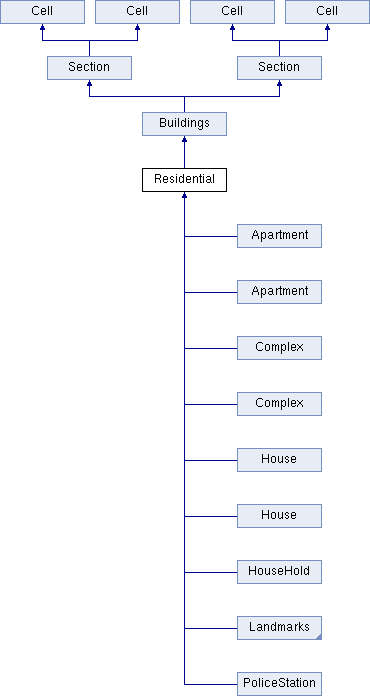 Cell Cell Cell Cell
Section Section
Buildings
Residential
Apartment
Apartment
Complex
Complex
House
House
HouseHold
Landmarks
PoliceStation